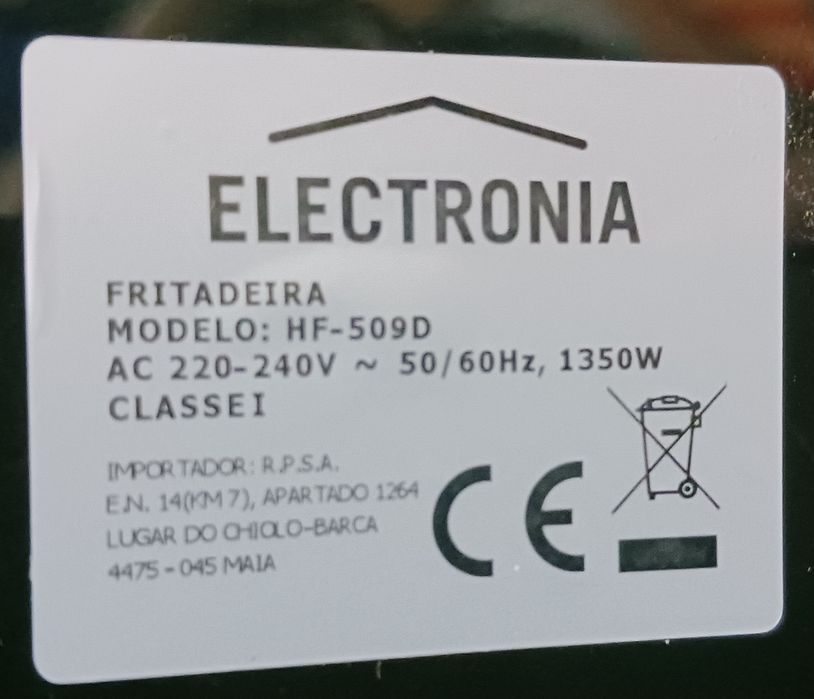 ELECTRONIA
FRITADEIRA
MODELO: HF-509D
AC 220-240V ~ 50/60Hz, 1350W
CLASSE I
IMPORTADOR: R.P.S.A.
E.N. 14(KM 7), APARTADO 1264
LUGAR DO CHIOLO-BARCA
4475 - 045 MAIA
CE